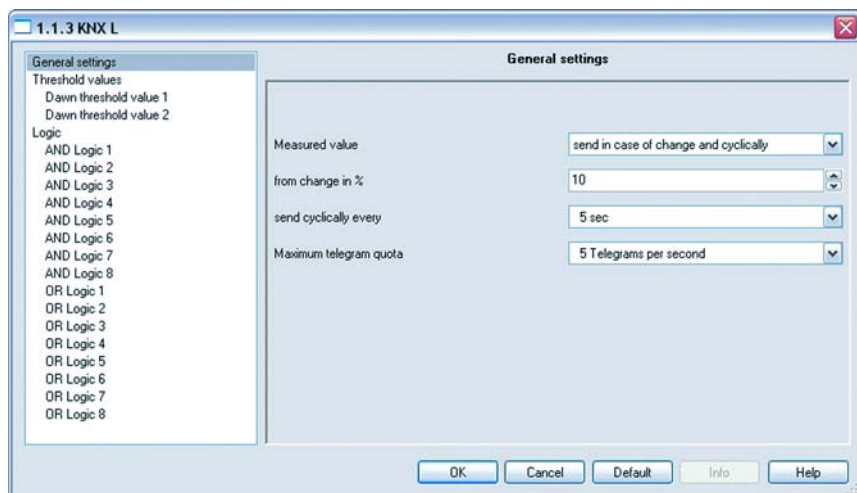 1.1.3 KNX L
General settings
Threshold values
Dawn threshold value 1
Dawn threshold value 2
Logic
AND Logic 1
AND Logic 2
AND Logic 3
AND Logic 4
AND Logic 5
AND Logic 6
AND Logic 7
AND Logic 8
OR Logic 1
OR Logic 2
OR Logic 3
OR Logic 4
OR Logic 5
OR Logic 6
OR Logic 7
OR Logic 8
General settings
Measured value send in case of change and cyclically
from change in % 10
send cyclically every 5 sec
Maximum telegram quota 5 Telegrams per second
OK Cancel Default Info Help